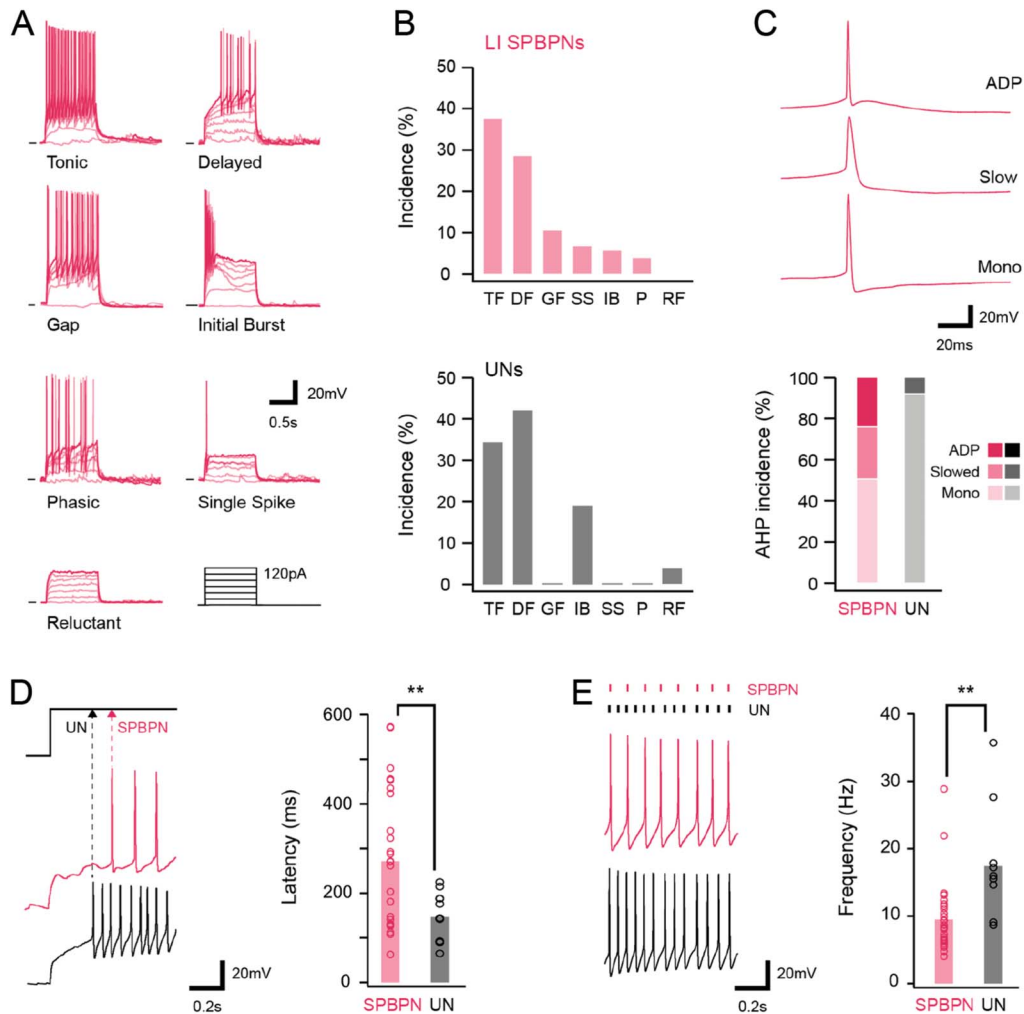 A
Tonic
Delayed
Gap
Initial Burst
20mV
0.5s
Phasic
Single Spike
120pA
Reluctant
B
LI SPBPNs
50
40
30
20
10
0
Incidence (%)
TF DF GF SS IB P RF
UNs
50
40
30
20
10
0
Incidence (%)
TF DF GF IB SS P RF
C
ADP
Slow
Mono
20mV
20ms
100
80
60
40
20
0
AHP incidence (%)
ADP
Slowed
Mono
SPBPN UN
D
UN SPBPN
20mV
0.2s
**
600
400
200
0
Latency (ms)
SPBPN UN
E
SPBPN
UN
20mV
0.2s
**
40
30
20
10
0
Frequency (Hz)
SPBPN UN